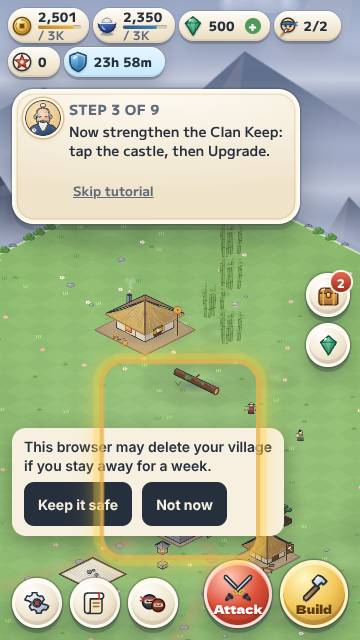 2,501 / 3K
2,350 / 3K
500
2/2
0
23h 58m
STEP 3 OF 9
Now strengthen the Clan Keep:
tap the castle, then Upgrade.
Skip tutorial
2
This browser may delete your village
if you stay away for a week.
Keep it safe
Not now
Attack
Build